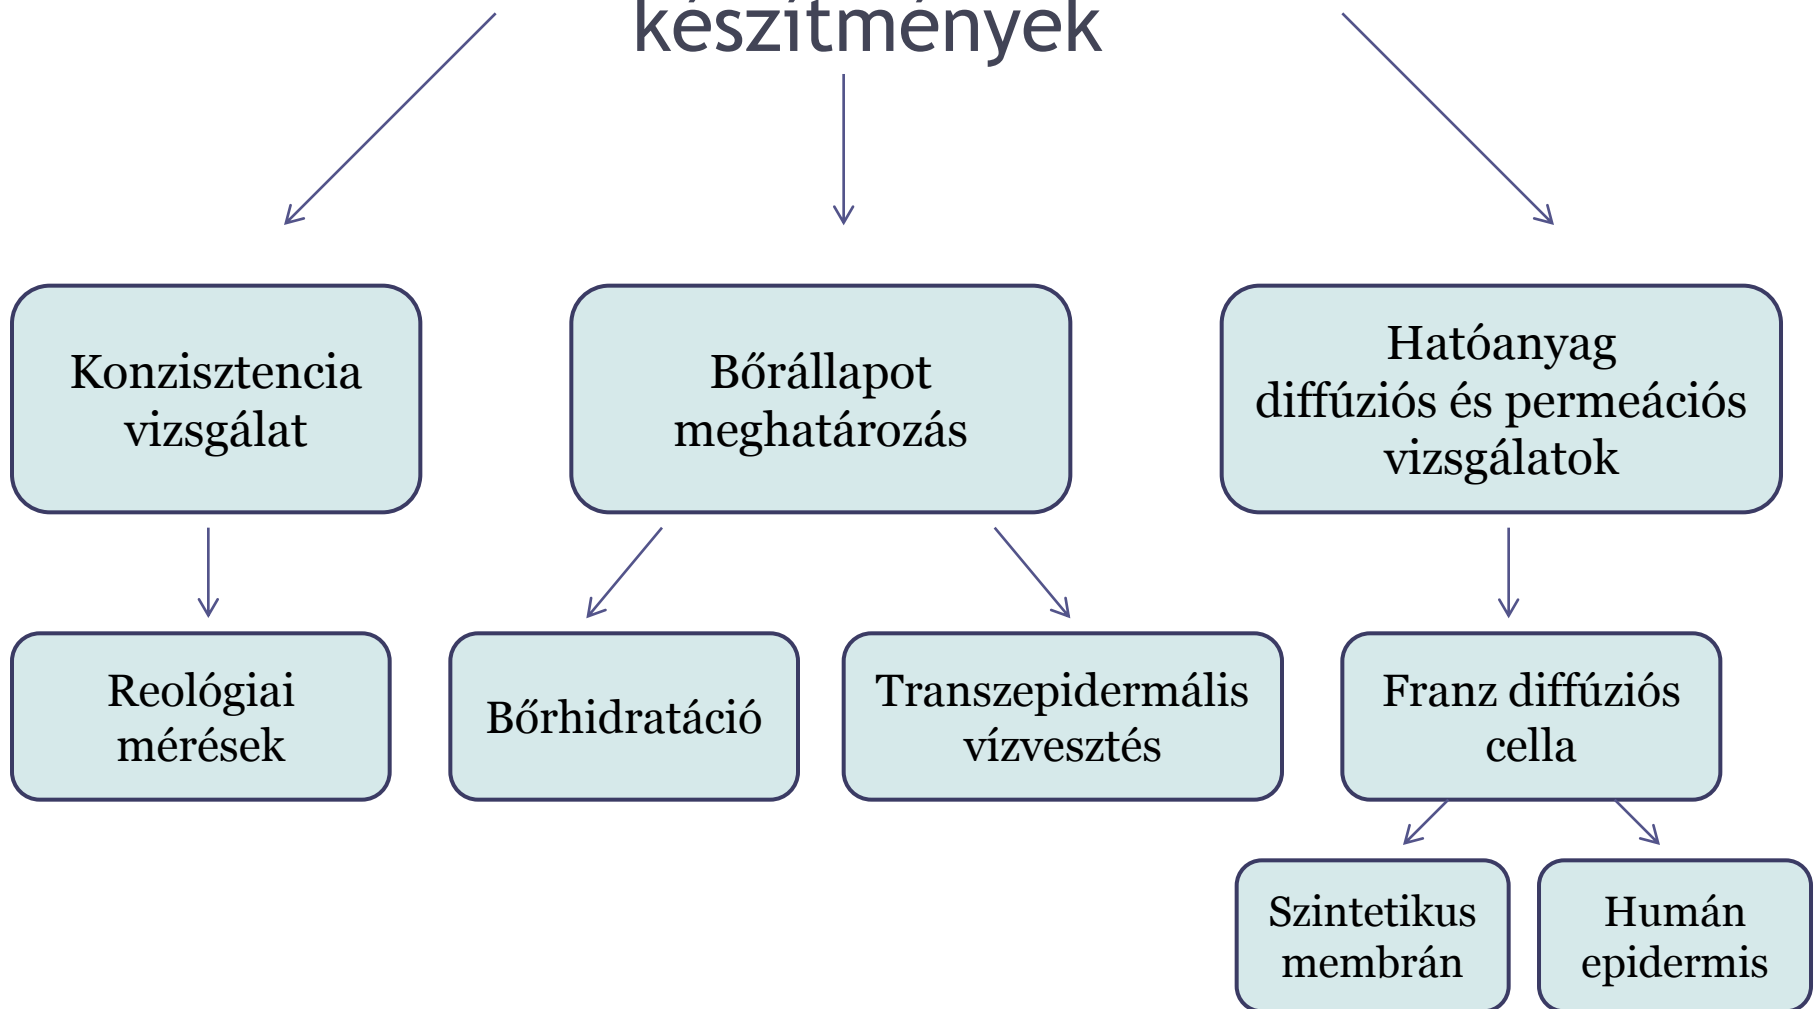 készítmények
Konzisztencia
vizsgálat
Bőrállapot
meghatározás
Hatóanyag
diffúziós és permeációs
vizsgálatok
Reológiai
mérések
Bőrhidratáció
Transzepidermális
vízvesztés
Franz diffúziós
cella
Szintetikus
membrán
Humán
epidermis